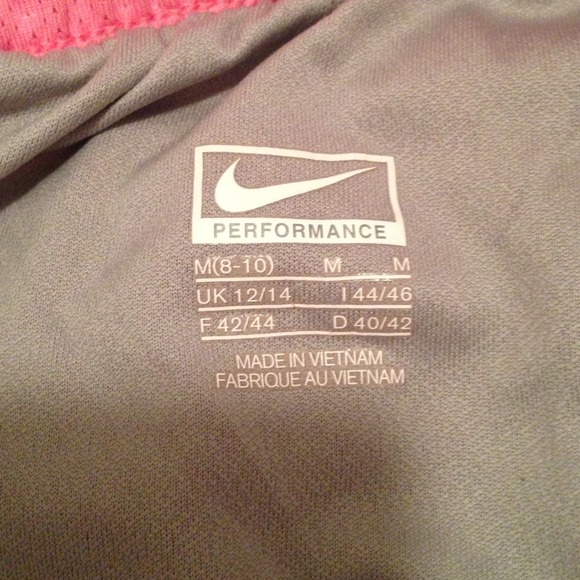 PERFORMANCE
M(8-10) M M
UK 12/14 I 44/46
F 42/44 D 40/42
MADE IN VIETNAM
FABRIQUE AU VIETNAM